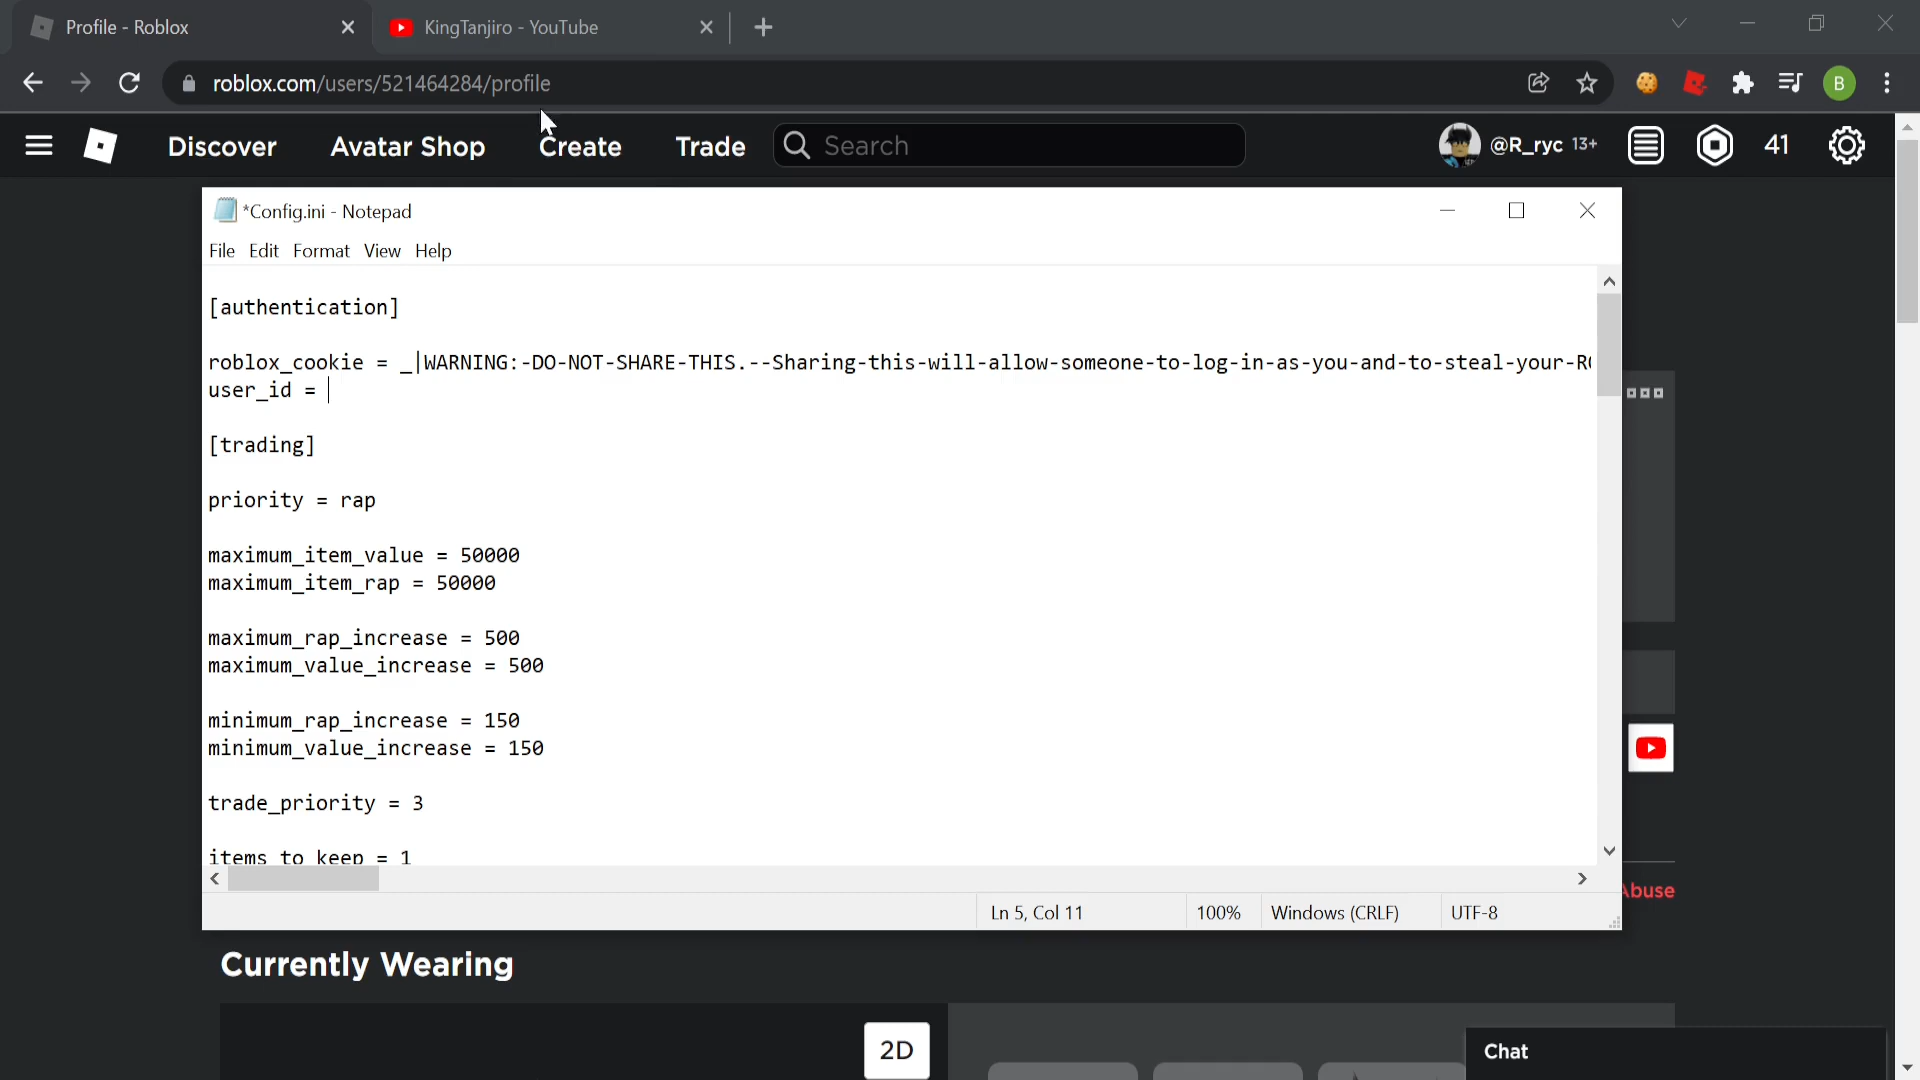 Profile - Roblox
KingTanjiro - YouTube
roblox.com/users/521464284/profile
B
Discover
Avatar Shop
Create
Trade
Search
@R_ryc 13+
41
*Config.ini - Notepad
File Edit Format View Help
[authentication]
roblox_cookie = _|WARNING:-DO-NOT-SHARE-THIS.--Sharing-this-will-allow-someone-to-log-in-as-you-and-to-steal-your-R
user_id =
[trading]
priority = rap
maximum_item_value = 50000
maximum_item_rap = 50000
maximum_rap_increase = 500
maximum_value_increase = 500
minimum_rap_increase = 150
minimum_value_increase = 150
trade_priority = 3
items to keep = 1
Ln 5, Col 11
100%
Windows (CRLF)
UTF-8
Abuse
Currently Wearing
2D
Chat